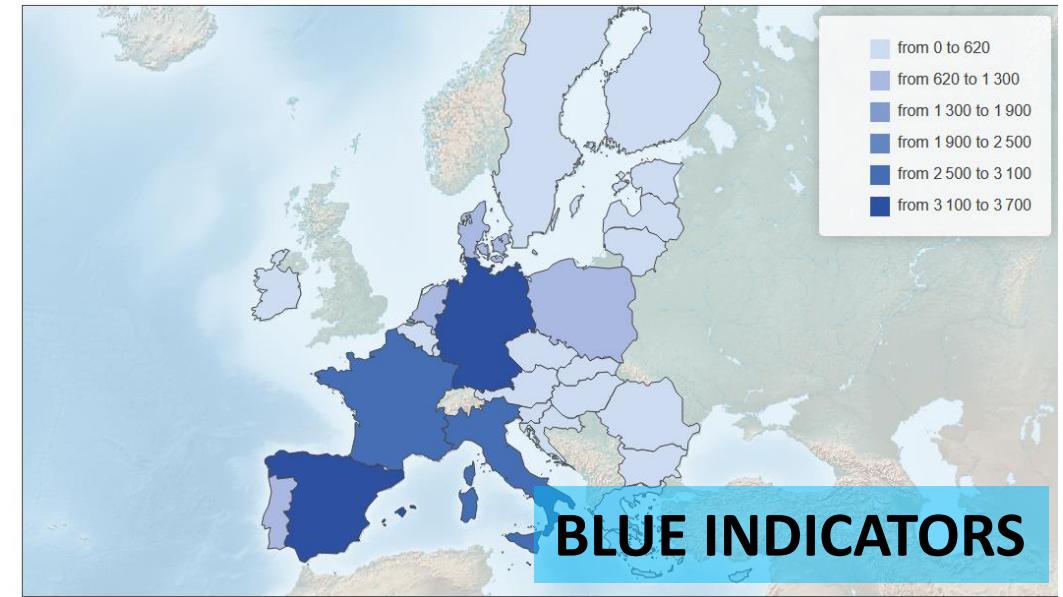 from 0 to 620
from 620 to 1 300
from 1 300 to 1 900
from 1 900 to 2 500
from 2 500 to 3 100
from 3 100 to 3 700
BLUE INDICATORS